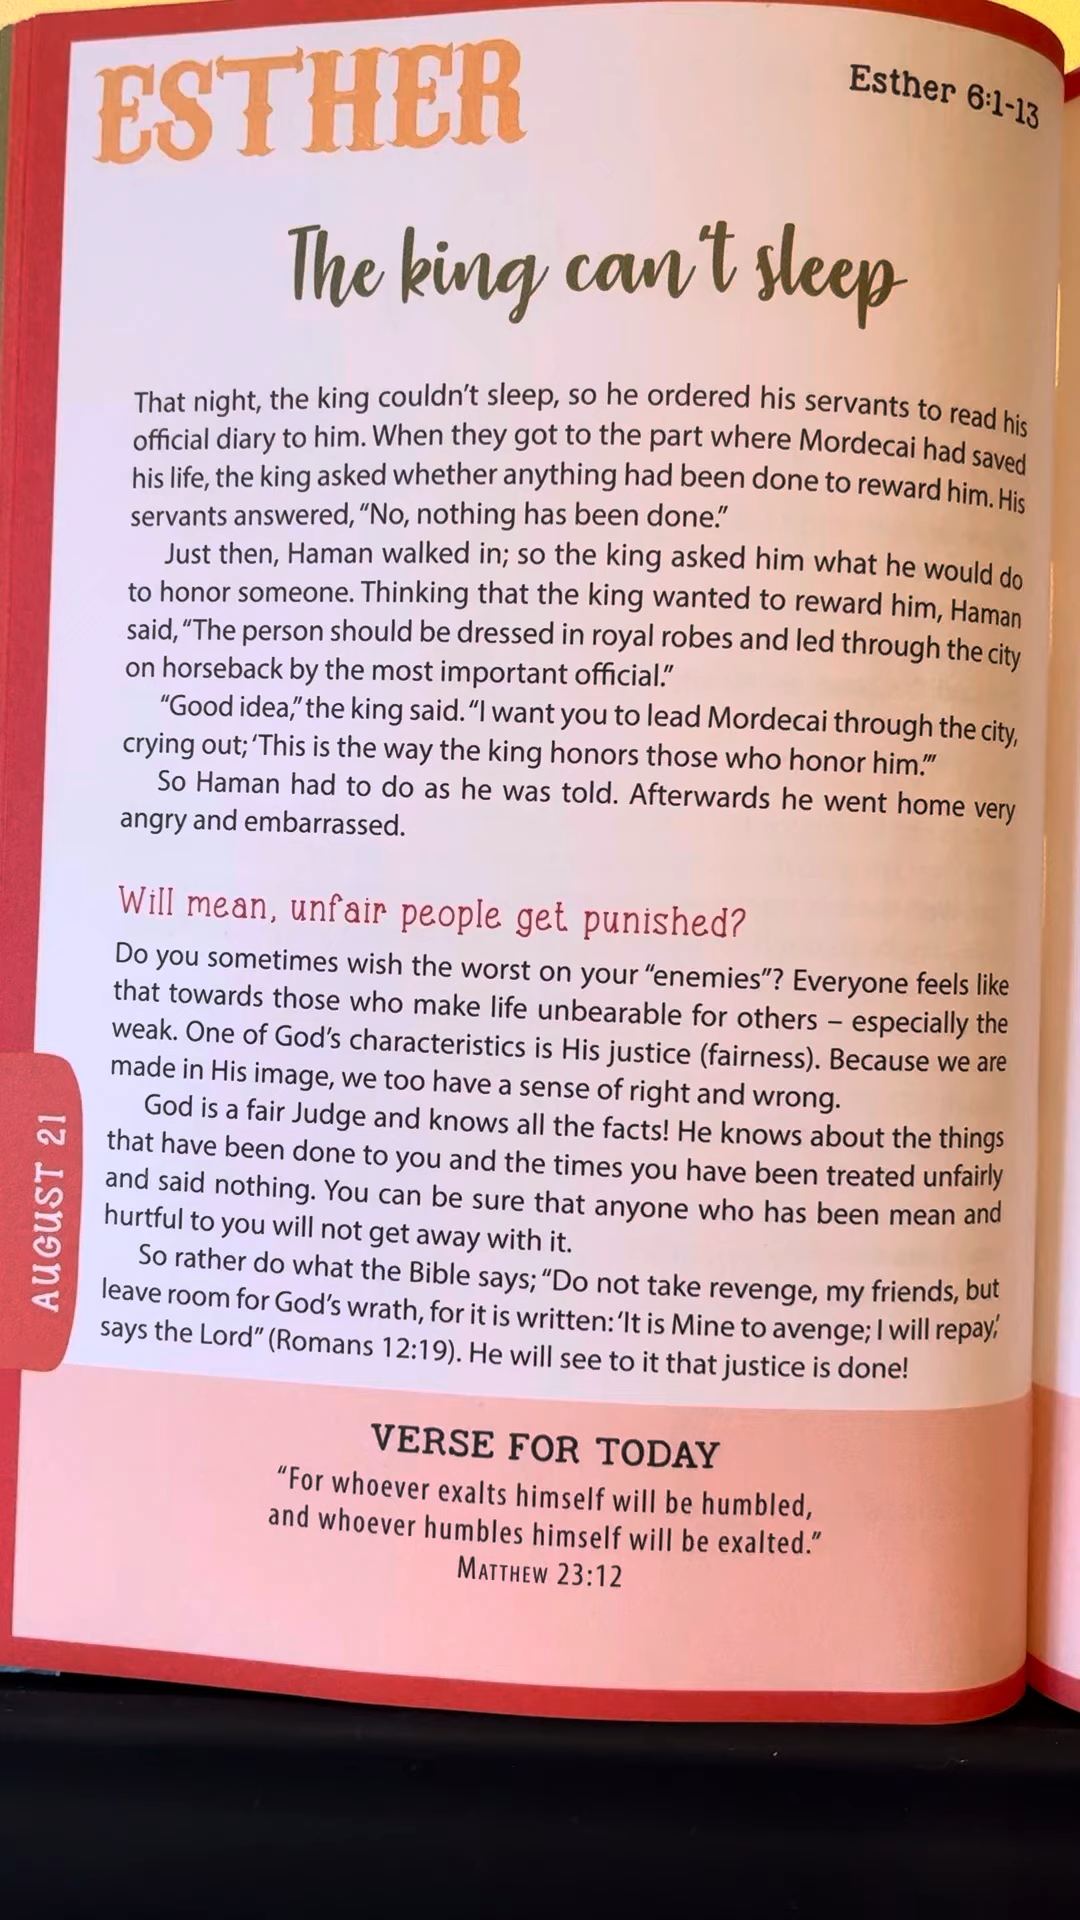 ESTHER
Esther 6:1-13
The king can't sleep
That night, the king couldn't sleep, so he ordered his servants to read his
official diary to him. When they got to the part where Mordecai had saved
his life, the king asked whether anything had been done to reward him. His
servants answered, “No, nothing has been done.”
Just then, Haman walked in; so the king asked him what he would do
to honor someone. Thinking that the king wanted to reward him, Haman
said, “The person should be dressed in royal robes and led through the city
on horseback by the most important official.”
“Good idea,” the king said. “I want you to lead Mordecai through the city,
crying out; ‘This is the way the king honors those who honor him.’”
So Haman had to do as he was told. Afterwards he went home very
angry and embarrassed.
Will mean, unfair people get punished?
Do you sometimes wish the worst on your “enemies”? Everyone feels like
that towards those who make life unbearable for others – especially the
weak. One of God's characteristics is His justice (fairness). Because we are
made in His image, we too have a sense of right and wrong.
God is a fair Judge and knows all the facts! He knows about the things
that have been done to you and the times you have been treated unfairly
and said nothing. You can be sure that anyone who has been mean and
hurtful to you will not get away with it.
So rather do what the Bible says; “Do not take revenge, my friends, but
leave room for God's wrath, for it is written: ‘It is Mine to avenge; I will repay,’
says the Lord” (Romans 12:19). He will see to it that justice is done!
AUGUST 21
VERSE FOR TODAY
“For whoever exalts himself will be humbled,
and whoever humbles himself will be exalted.”
MATTHEW 23:12